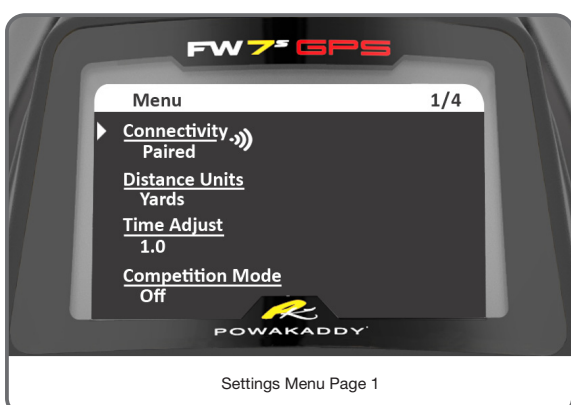 FW7s GPS
Menu 1/4
Connectivity
Paired
Distance Units
Yards
Time Adjust
1.0
Competition Mode
Off
POWAKADDY
Settings Menu Page 1